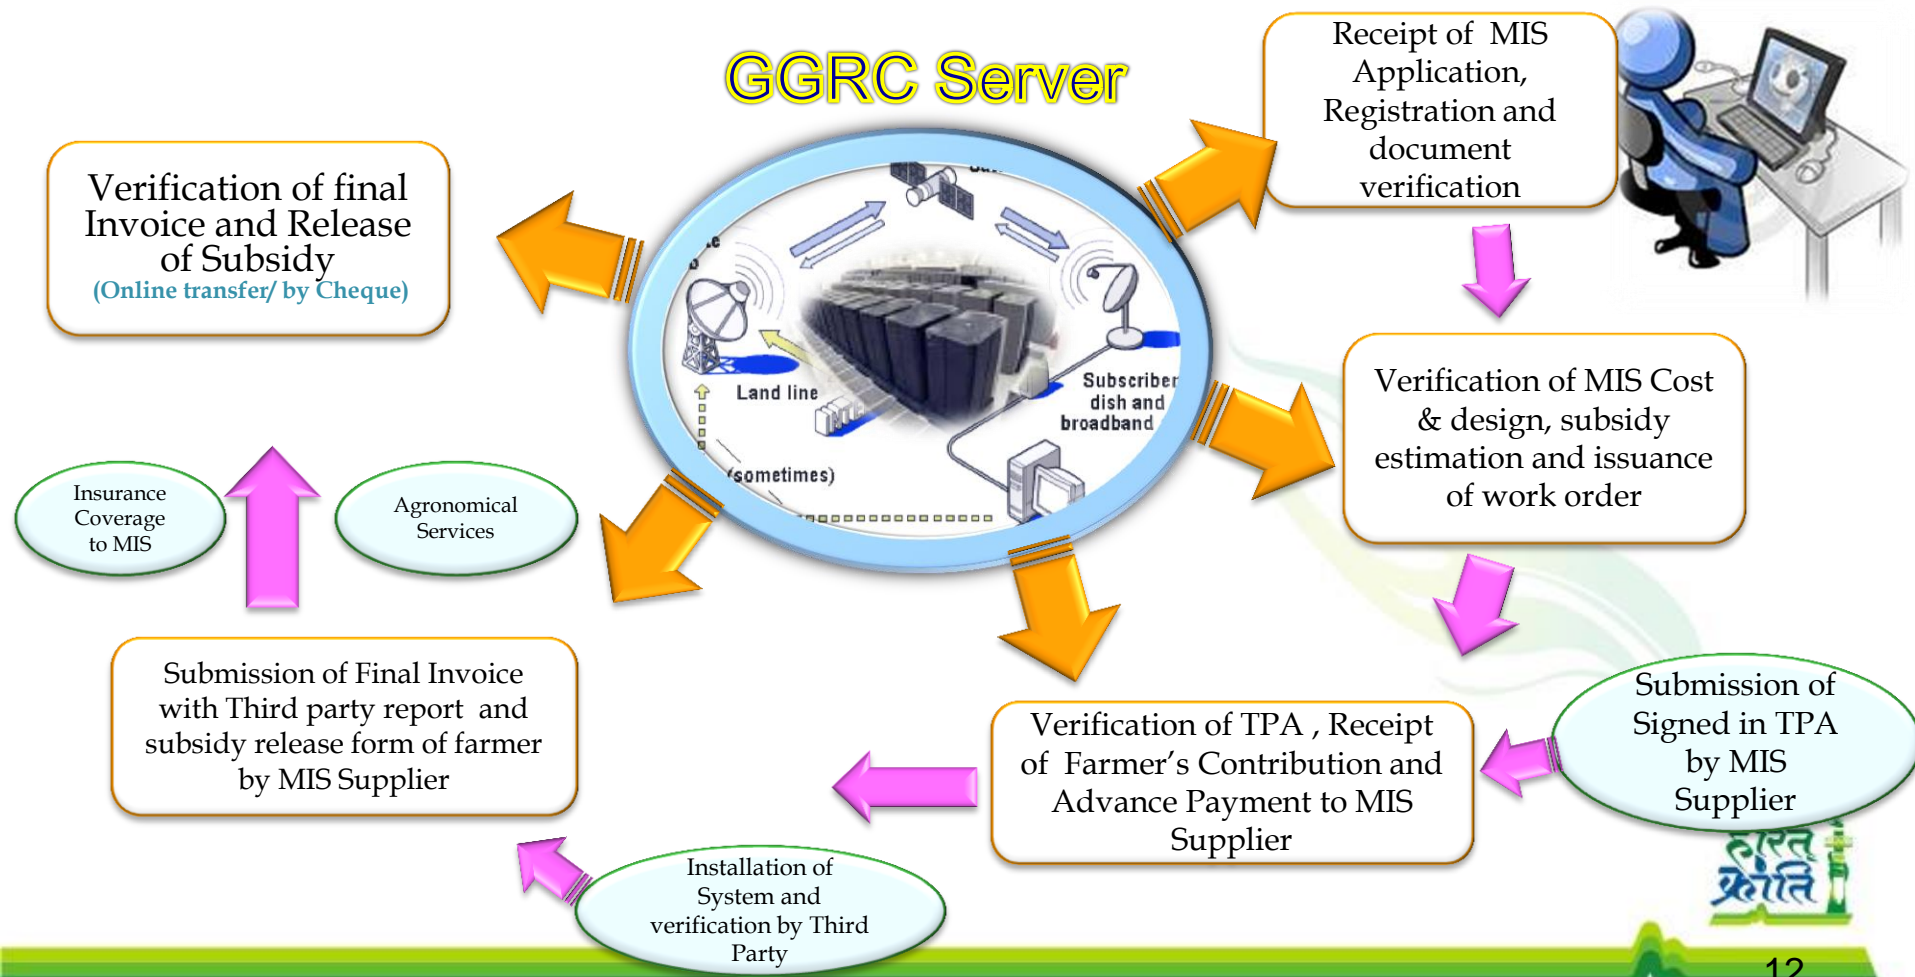 GGRC Server
Receipt of MIS
Application,
Registration and
document
verification
Verification of final
Invoice and Release
of Subsidy
(Online transfer/ by Cheque)
Land line
Subscriber
dish and
broadband
(sometimes)
Verification of MIS Cost
& design, subsidy
estimation and issuance
of work order
Insurance
Coverage
to MIS
Agronomical
Services
Submission of Final Invoice
with Third party report and
subsidy release form of farmer
by MIS Supplier
Verification of TPA , Receipt
of Farmer’s Contribution and
Advance Payment to MIS
Supplier
Submission of
Signed in TPA
by MIS
Supplier
Installation of
System and
verification by Third
Party
हरित
क्रांति
12